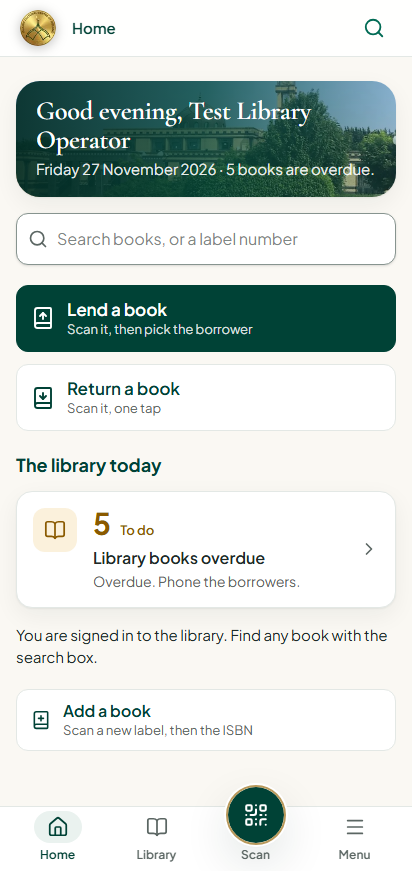 Home
Good evening, Test Library
Operator
Friday 27 November 2026 · 5 books are overdue.
Search books, or a label number
Lend a book
Scan it, then pick the borrower
Return a book
Scan it, one tap
The library today
5 To do
Library books overdue
Overdue. Phone the borrowers.
You are signed in to the library. Find any book with the
search box.
Add a book
Scan a new label, then the ISBN
Home
Library
Scan
Menu